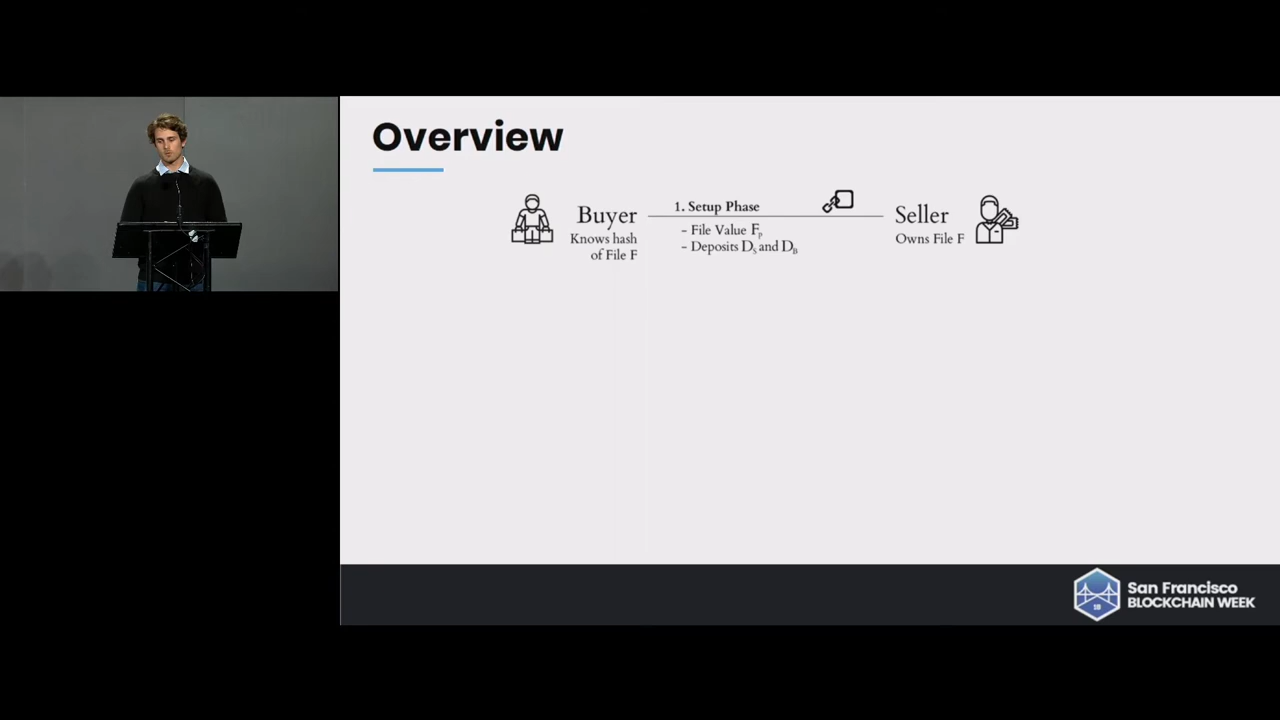 Overview
Buyer
Knows hash
of File F
1. Setup Phase
- File Value Fp
- Deposits Ds and DB
Seller
Owns File F
18
San Francisco
BLOCKCHAIN WEEK